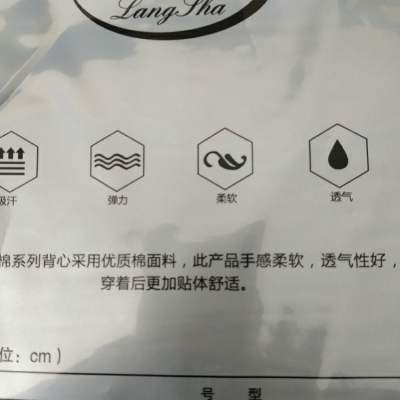 LangSha
吸汗 弹力 柔软 透气
棉系列背心采用优质棉面料，此产品手感柔软，透气性好，
穿着后更加贴体舒适。
位：cm）
号 型